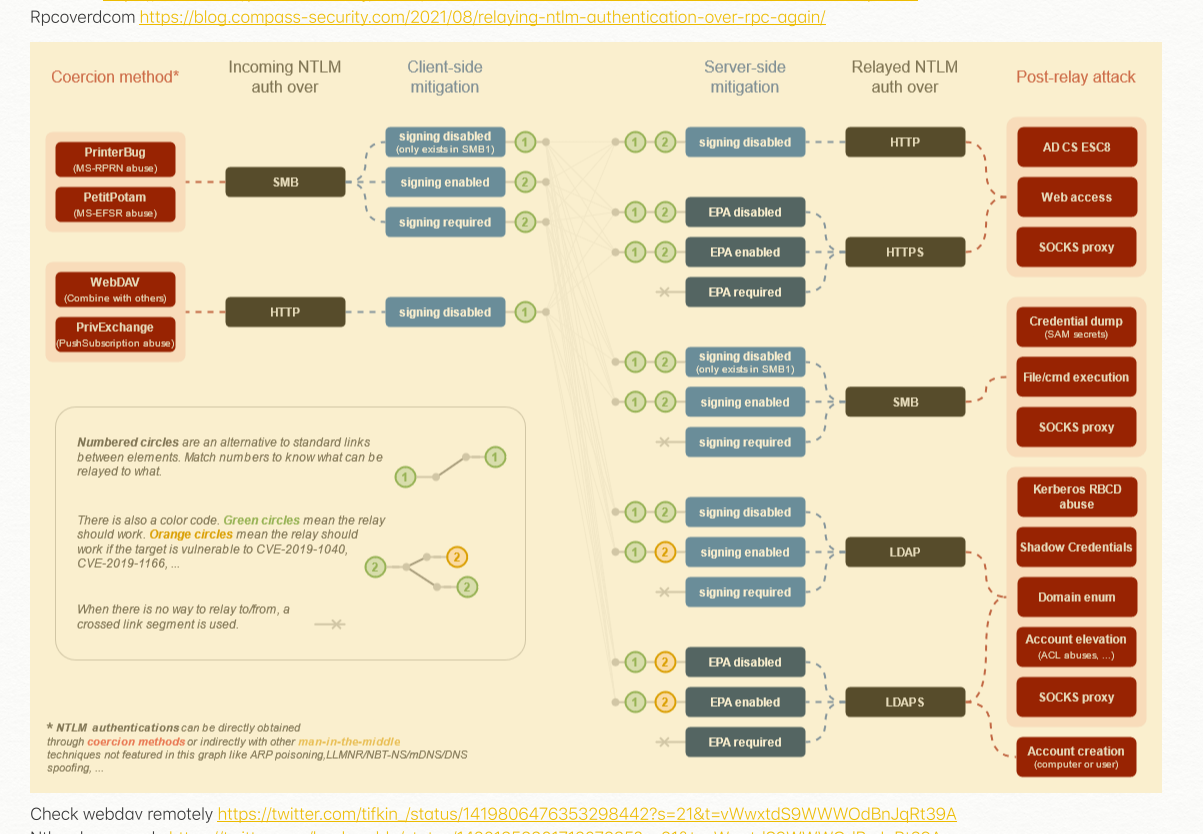 Rpcoverdcom https://blog.compass-security.com/2021/08/relaying-ntlm-authentication-over-rpc-again/
Coercion method*
Incoming NTLM
auth over
Client-side
mitigation
Server-side
mitigation
Relayed NTLM
auth over
Post-relay attack
PrinterBug
(MS-RPRN abuse)
PetitPotam
(MS-EFSR abuse)
SMB
signing disabled
(only exists in SMB1)
1
signing enabled
2
signing required
2
WebDAV
(Combine with others)
PrivExchange
(PushSubscription abuse)
HTTP
signing disabled
1
1 2 signing disabled
HTTP
1 2 EPA disabled
1 2 EPA enabled
EPA required
HTTPS
AD CS ESC8
Web access
SOCKS proxy
1 2 signing disabled
(only exists in SMB1)
1 2 signing enabled
signing required
SMB
Credential dump
(SAM secrets)
File/cmd execution
SOCKS proxy
1 2 signing disabled
1 2 signing enabled
signing required
LDAP
1 2 EPA disabled
1 2 EPA enabled
EPA required
LDAPS
Kerberos RBCD
abuse
Shadow Credentials
Domain enum
Account elevation
(ACL abuses, ...)
SOCKS proxy
Account creation
(computer or user)
Numbered circles are an alternative to standard links
between elements. Match numbers to know what can be
relayed to what.
1 1
There is also a color code. Green circles mean the relay
should work. Orange circles mean the relay should
work if the target is vulnerable to CVE-2019-1040,
CVE-2019-1166, ...
2 2
2
When there is no way to relay to/from, a
crossed link segment is used.
* NTLM authentications can be directly obtained
through coercion methods or indirectly with other man-in-the-middle
techniques not featured in this graph like ARP poisoning,LLMNR/NBT-NS/mDNS/DNS
spoofing, ...
Check webdav remotely https://twitter.com/tifkin_/status/1419806476353298442?s=21&t=vWwxtdS9WWWOdBnJqRt39A